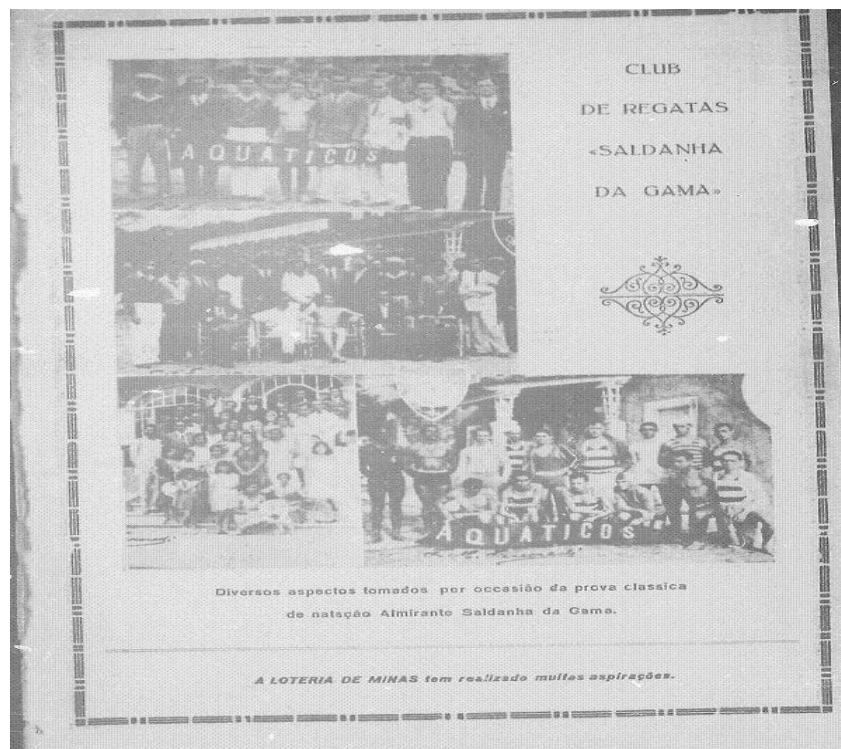 CLUB
DE REGATAS
«SALDANHA
DA GAMA»
AQUATICOS
AQUATICOS
Diversos aspectos tomados por occasião da prova classica
de natação Almiranto Saldanha da Gama.
A LOTERIA DE MINAS tem realizado muitas aspirações.